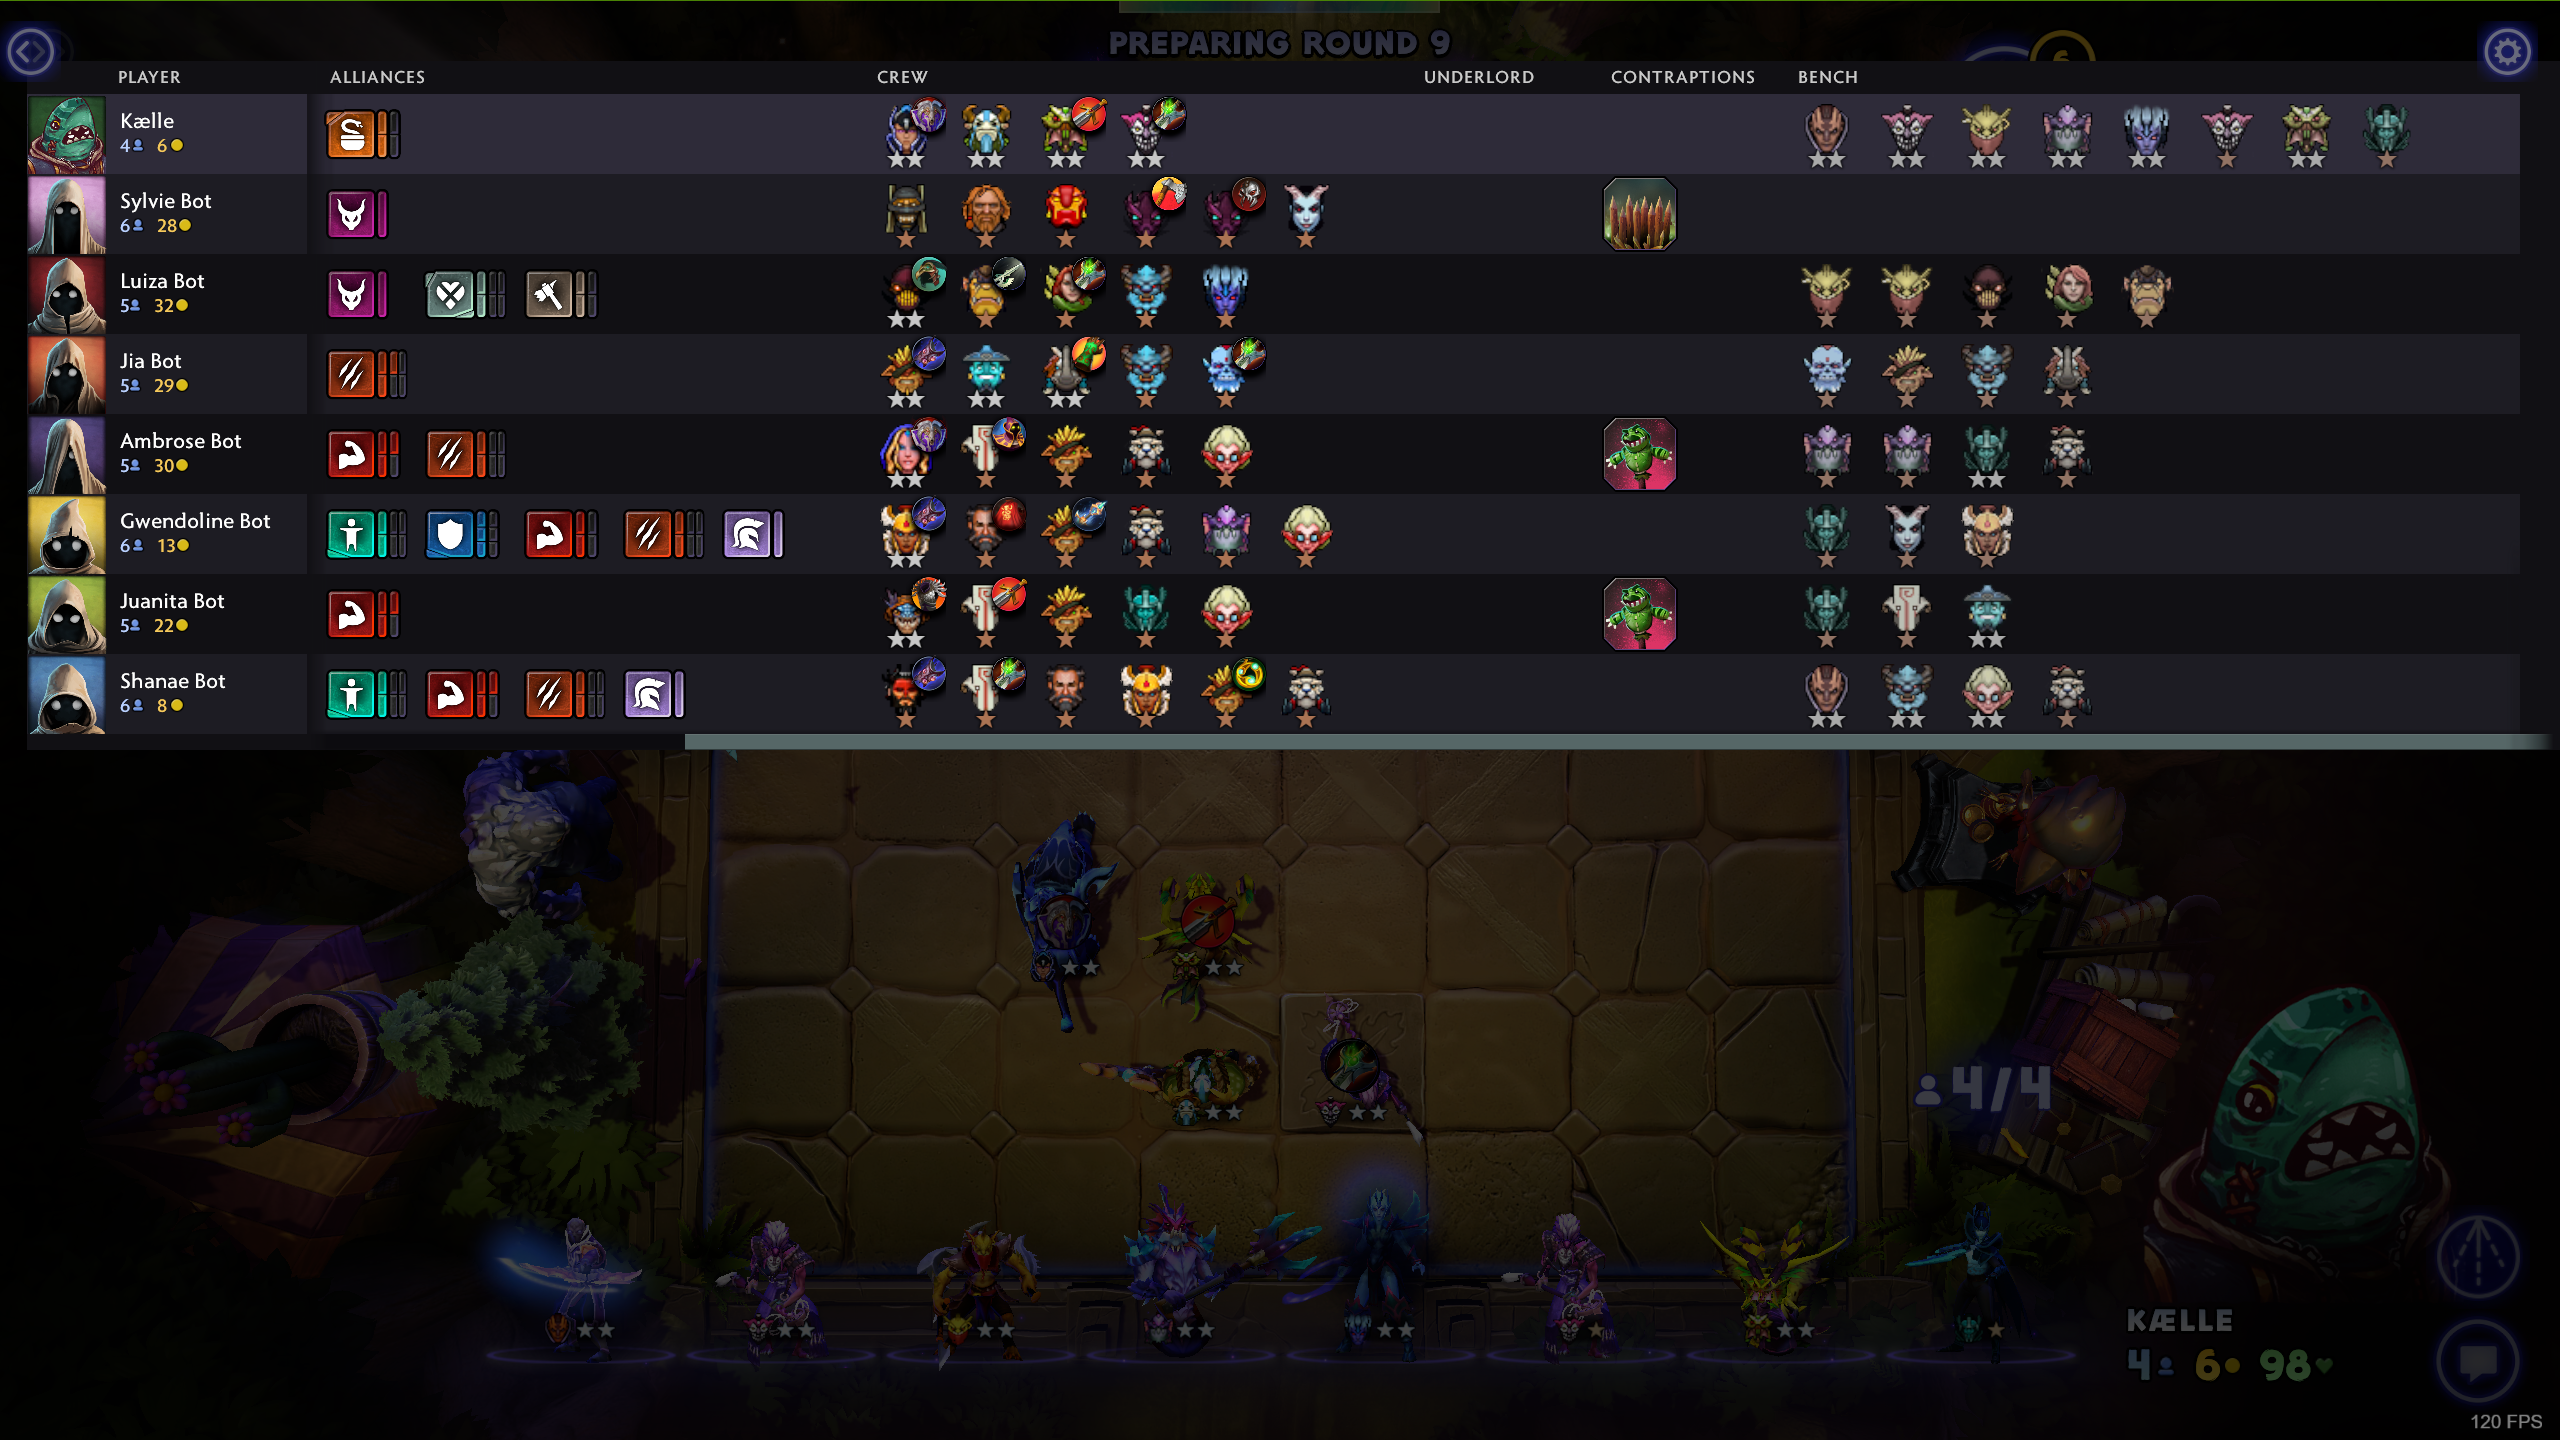 PREPARING ROUND 9
6
PLAYER ALLIANCES CREW UNDERLORD CONTRAPTIONS BENCH
Kælle
4 6
Sylvie Bot
6 28
Luiza Bot
5 32
Jia Bot
5 29
Ambrose Bot
5 30
Gwendoline Bot
6 13
Juanita Bot
5 22
Shanae Bot
6 8
4/4
KÆLLE
4 6 98
120 FPS